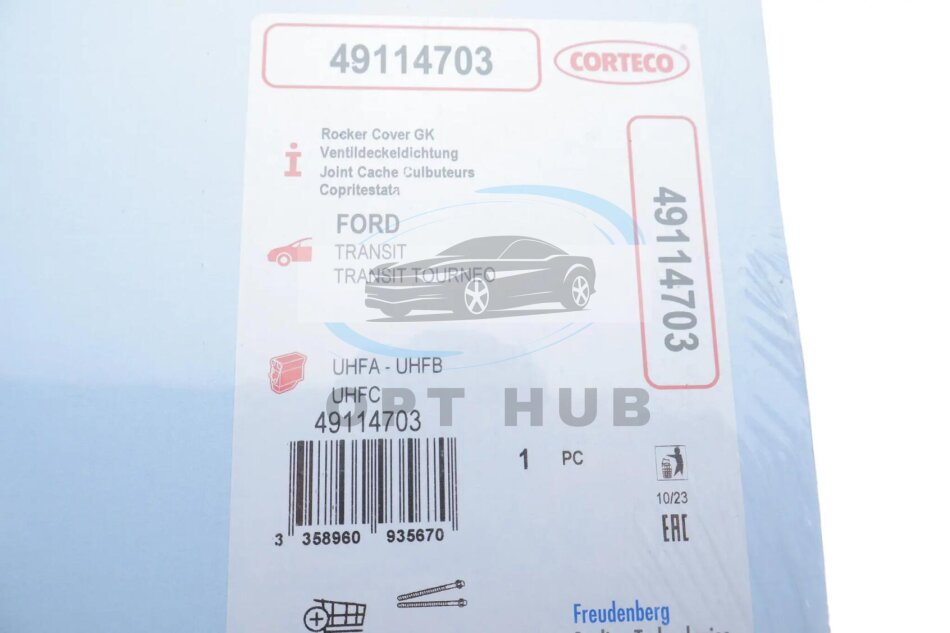 49114703
CORTECO
Rocker Cover GK
Ventildeckeldichtung
Joint Cache Culbuteurs
Copritestata
49114703
FORD
TRANSIT
TRANSIT TOURNEO
UHFA - UHFB
UHFC
OPT HUB
49114703
1 PC
10/23
EAC
3 358960 935670
Freudenberg